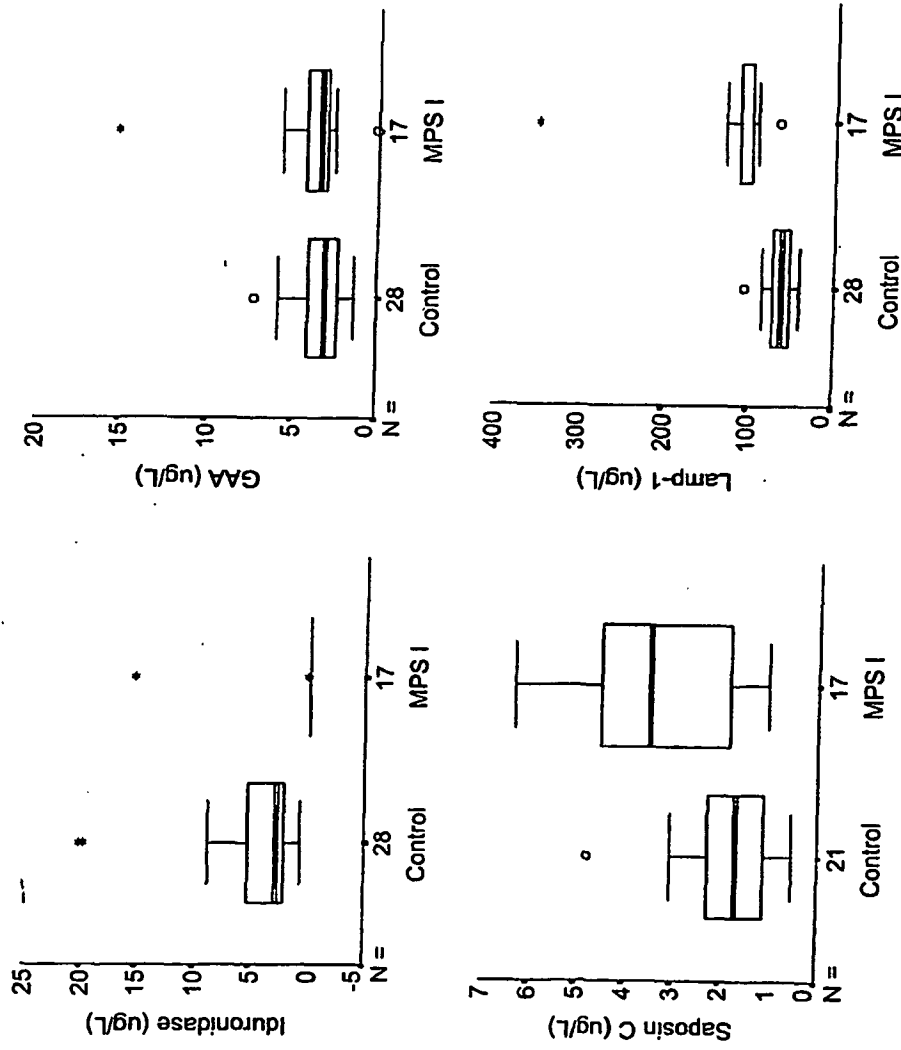 25
20
15
10
5
0
-5
Iduronidase (ug/L)
N =
28
17
Control
MPS I
20
15
10
5
0
GAA (ug/L)
N =
28
17
Control
MPS I
7
6
5
4
3
2
1
0
Saposin C (ug/L)
N =
21
17
Control
MPS I
400
300
200
100
0
Lamp-1 (ug/L)
N =
28
17
Control
MPS I